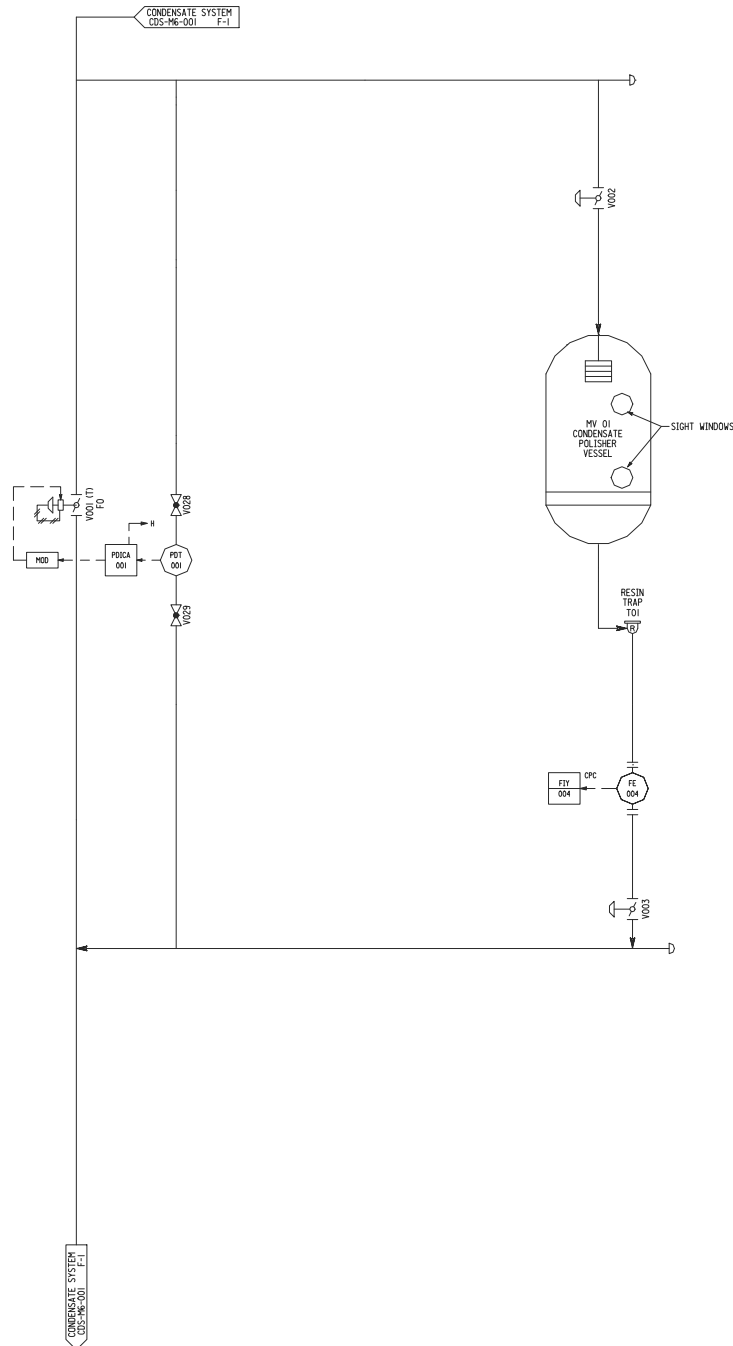 CONDENSATE SYSTEM
CDS-M6-001 F-1
V002
MV 01
CONDENSATE
POLISHER
VESSEL
SIGHT WINDOWS
V001 (T)
FO
V028
H
MOD
PDICA
001
PDT
001
V029
RESIN
TRAP
T01
R
FIY
004
CPC
FE
004
V003
CONDENSATE SYSTEM
CDS-M6-001 F-1